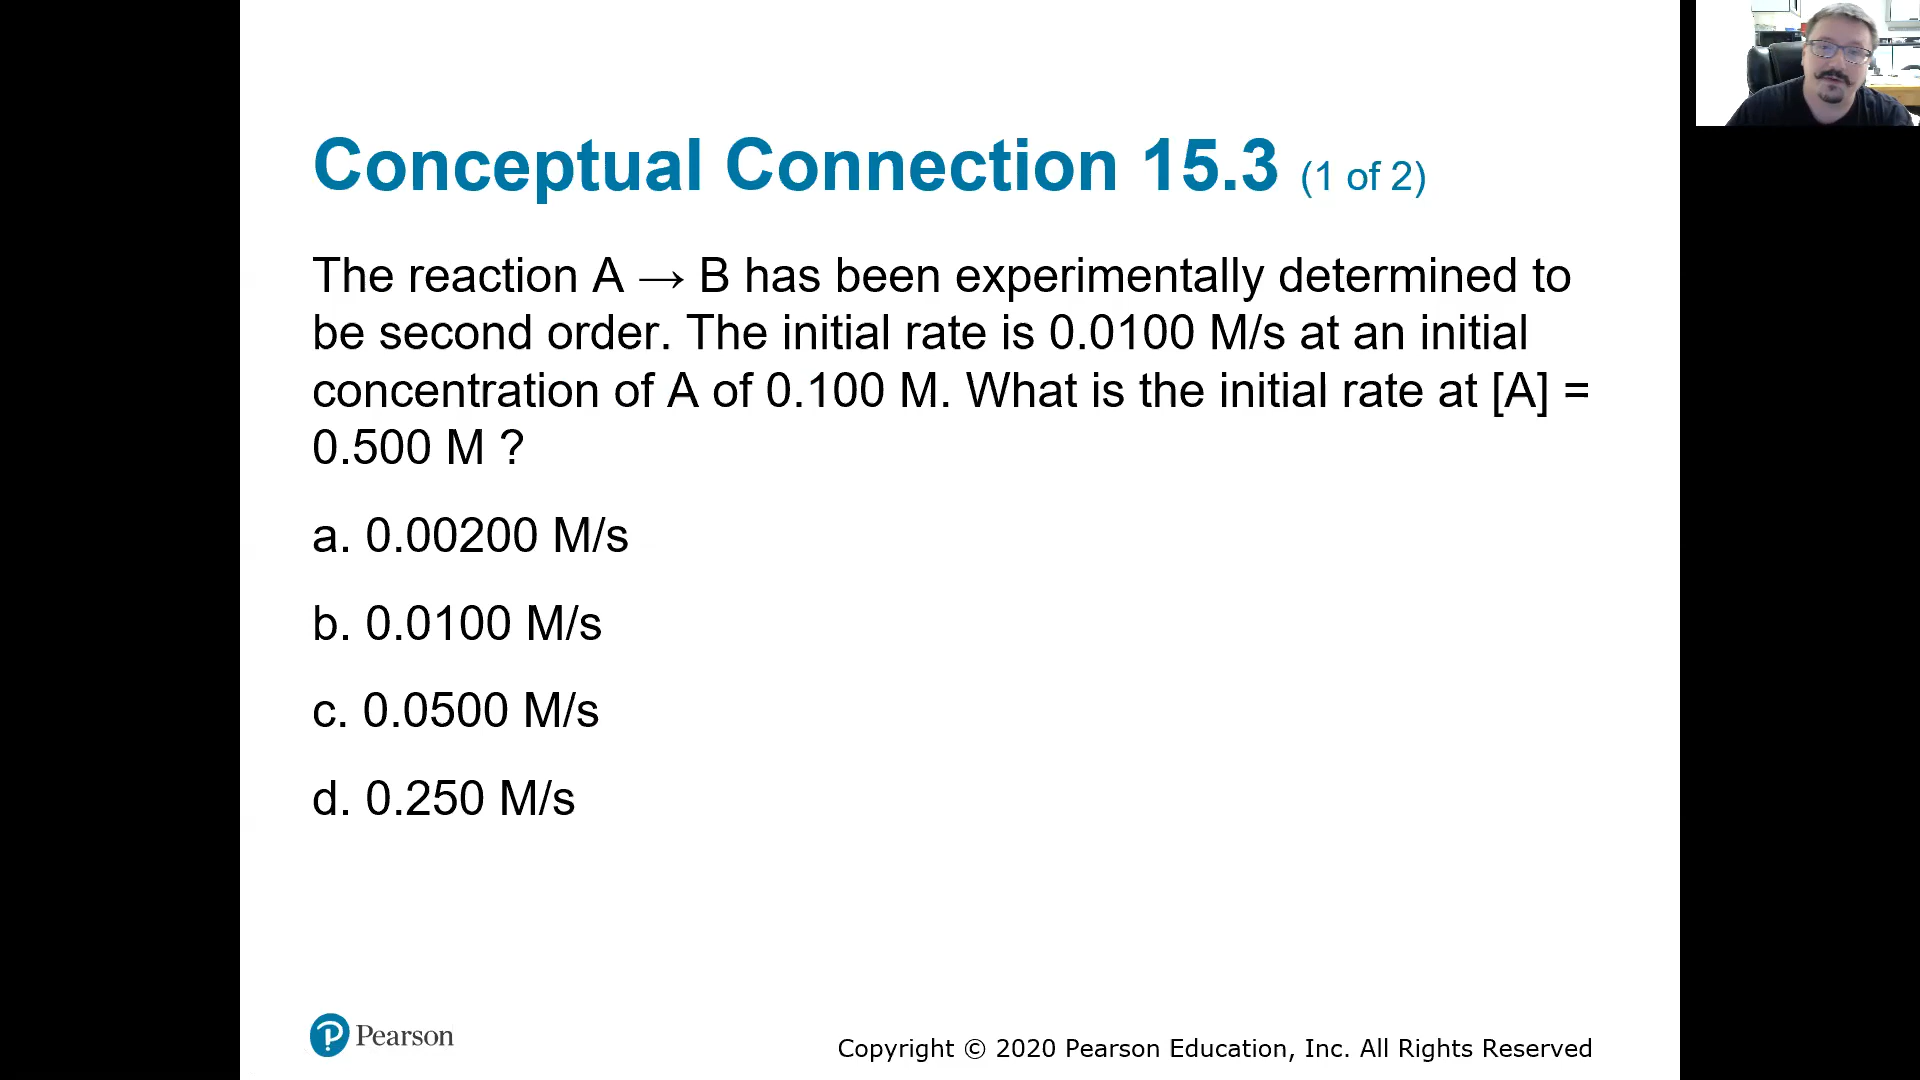 Conceptual Connection 15.3 (1 of 2)
The reaction A → B has been experimentally determined to
be second order. The initial rate is 0.0100 M/s at an initial
concentration of A of 0.100 M. What is the initial rate at [A] =
0.500 M ?
a. 0.00200 M/s
b. 0.0100 M/s
c. 0.0500 M/s
d. 0.250 M/s
Pearson
Copyright © 2020 Pearson Education, Inc. All Rights Reserved